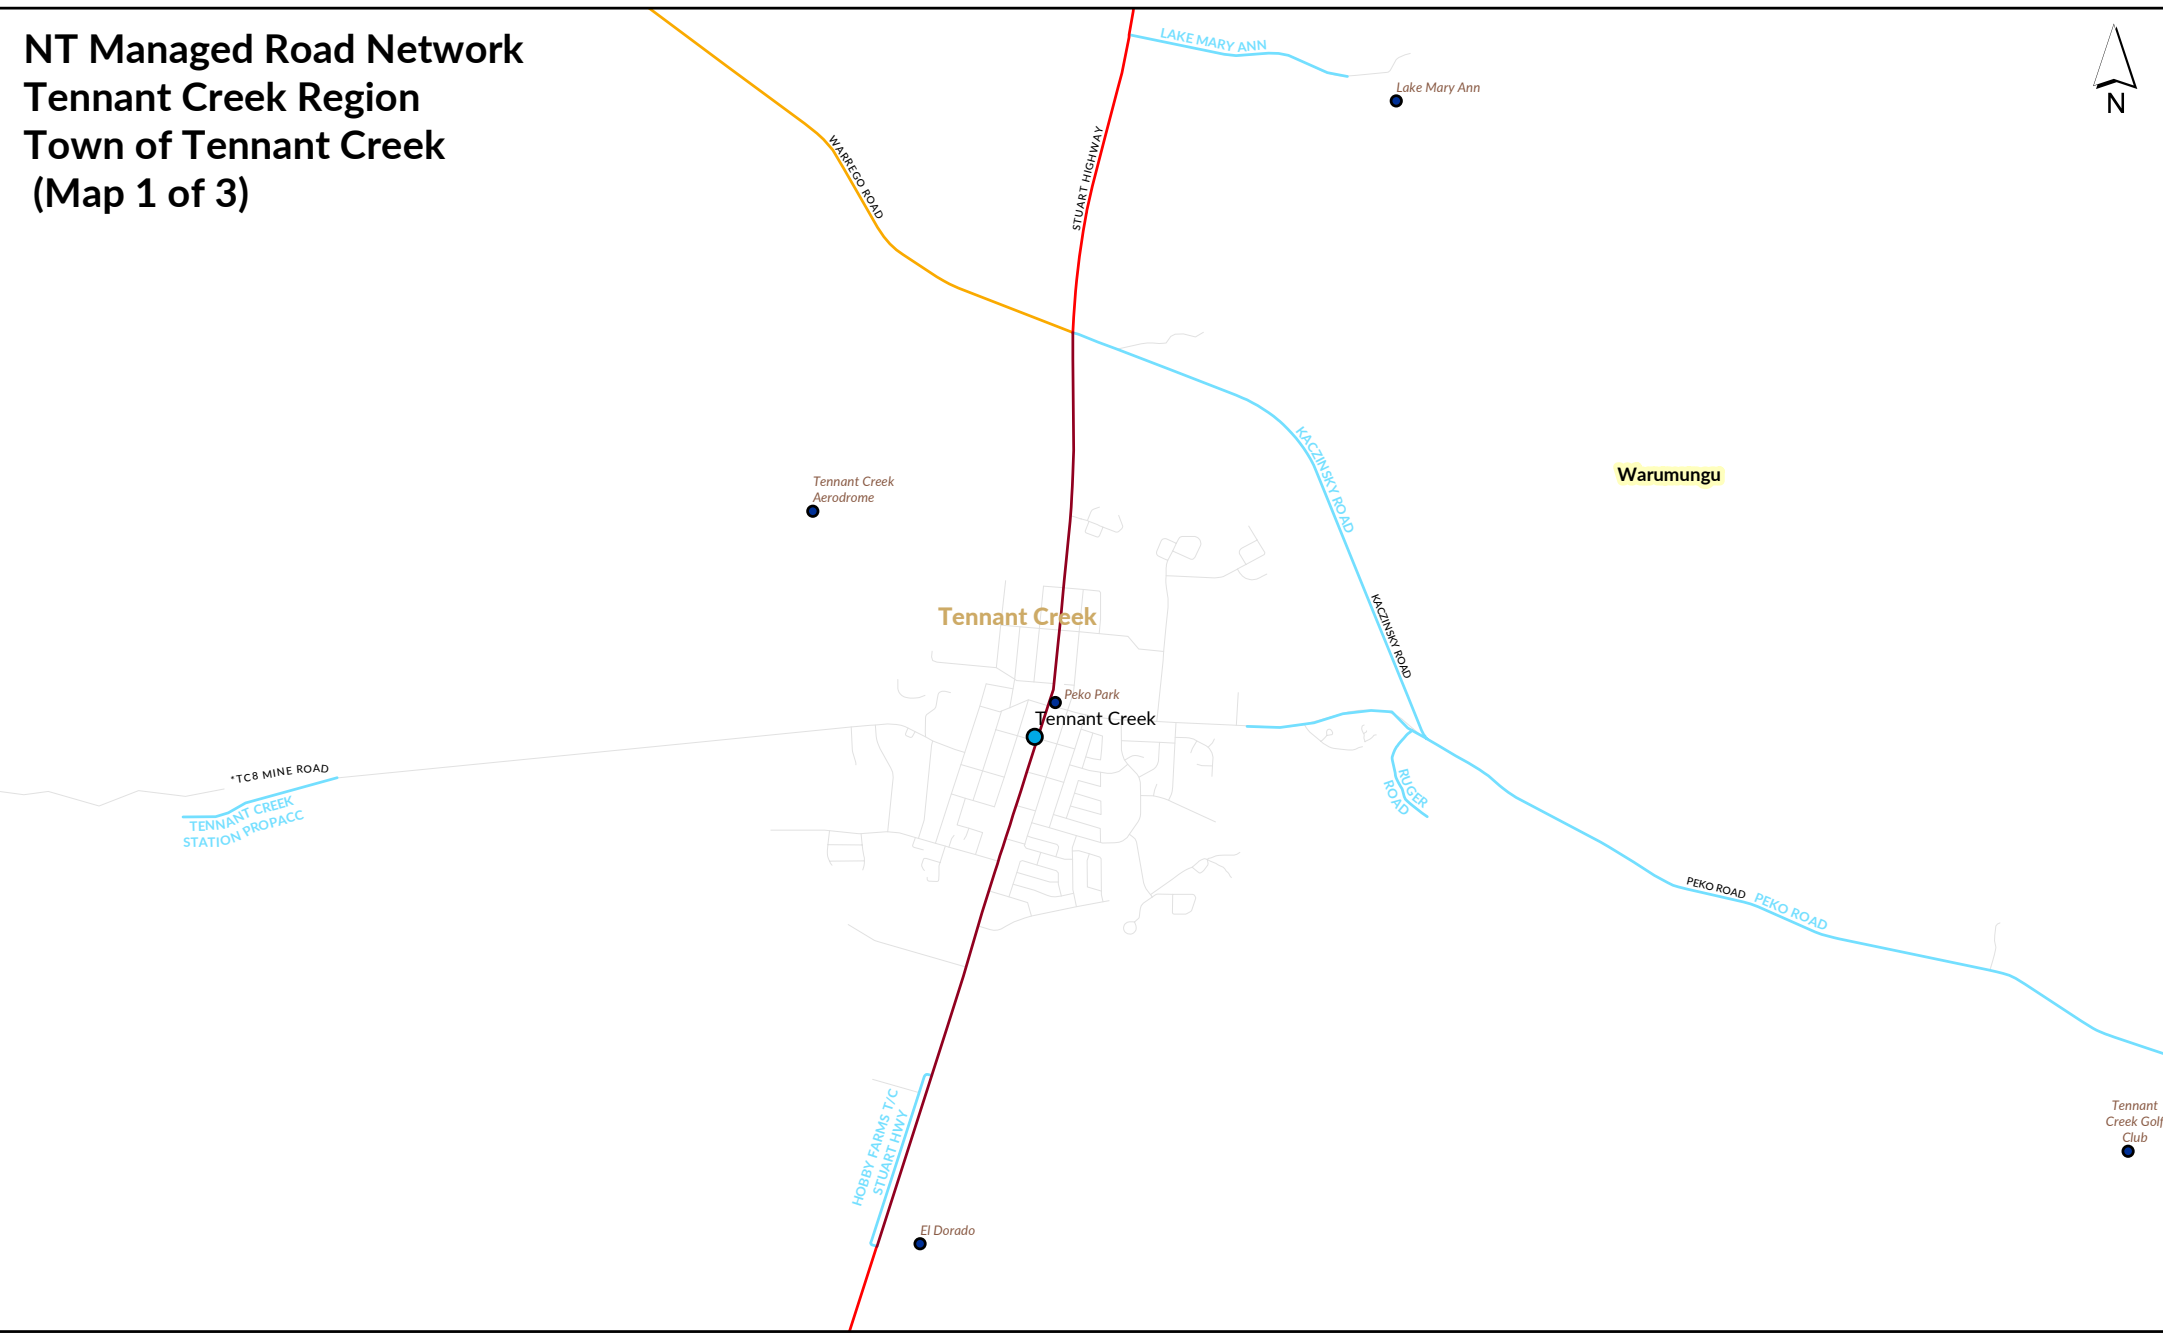 NT Managed Road Network
Tennant Creek Region
Town of Tennant Creek
(Map 1 of 3)
N
LAKE MARY ANN
Lake Mary Ann
WARREGO ROAD
STUART HIGHWAY
KACZINSKY ROAD
Warumungu
Tennant Creek
Aerodrome
KACZINSKY ROAD
Tennant Creek
Peko Park
Tennant Creek
*TC8 MINE ROAD
TENNANT CREEK
STATION PROPACC
RUGER
ROAD
PEKO ROAD
PEKO ROAD
HOBBY FARMS T/C
STUART HWY
Tennant
Creek Golf
Club
El Dorado